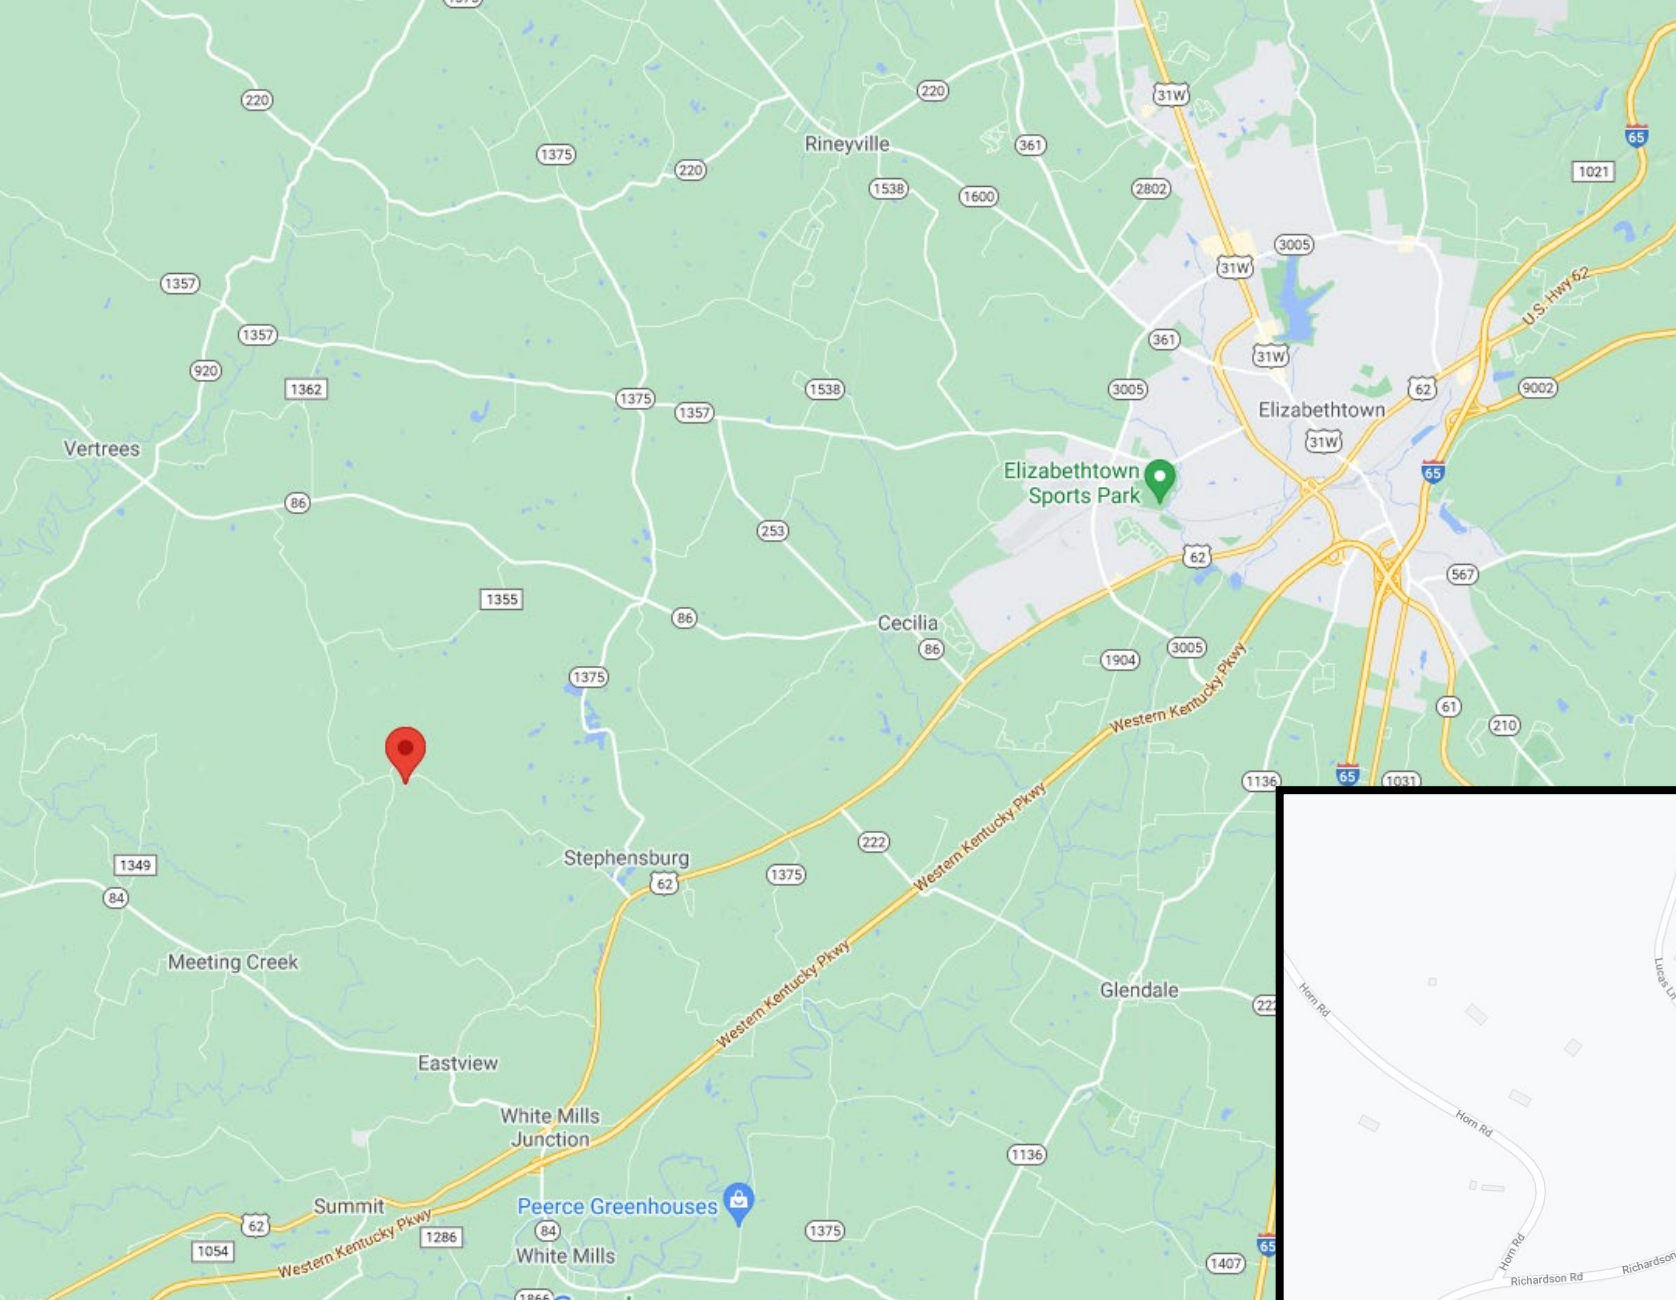 220
31W
65
220
Rineyville
361
1375
1021
220
1538
1600
2802
3005
31W
1357
U.S. Hwy 62
1357
361
31W
920
1362
1375
1357
1538
3005
62
9002
Elizabethtown
31W
Vertrees
Elizabethtown
Sports Park
65
86
253
62
567
1355
86
Cecilia
86
1904
3005
1375
Western Kentucky Pkwy
61
210
65
1031
1136
Western Kentucky Pkwy
222
Stephensburg
62
1375
1349
84
Meeting Creek
Western Kentucky Pkwy
Glendale
222
Eastview
White Mills
Junction
1136
Summit
Peerce Greenhouses
62
1054
Western Kentucky Pkwy
1286
84
White Mills
1375
1407
65
1866
Lucas Ln
Horn Rd
Horn Rd
Horn Rd
Richardson Rd
Richardson